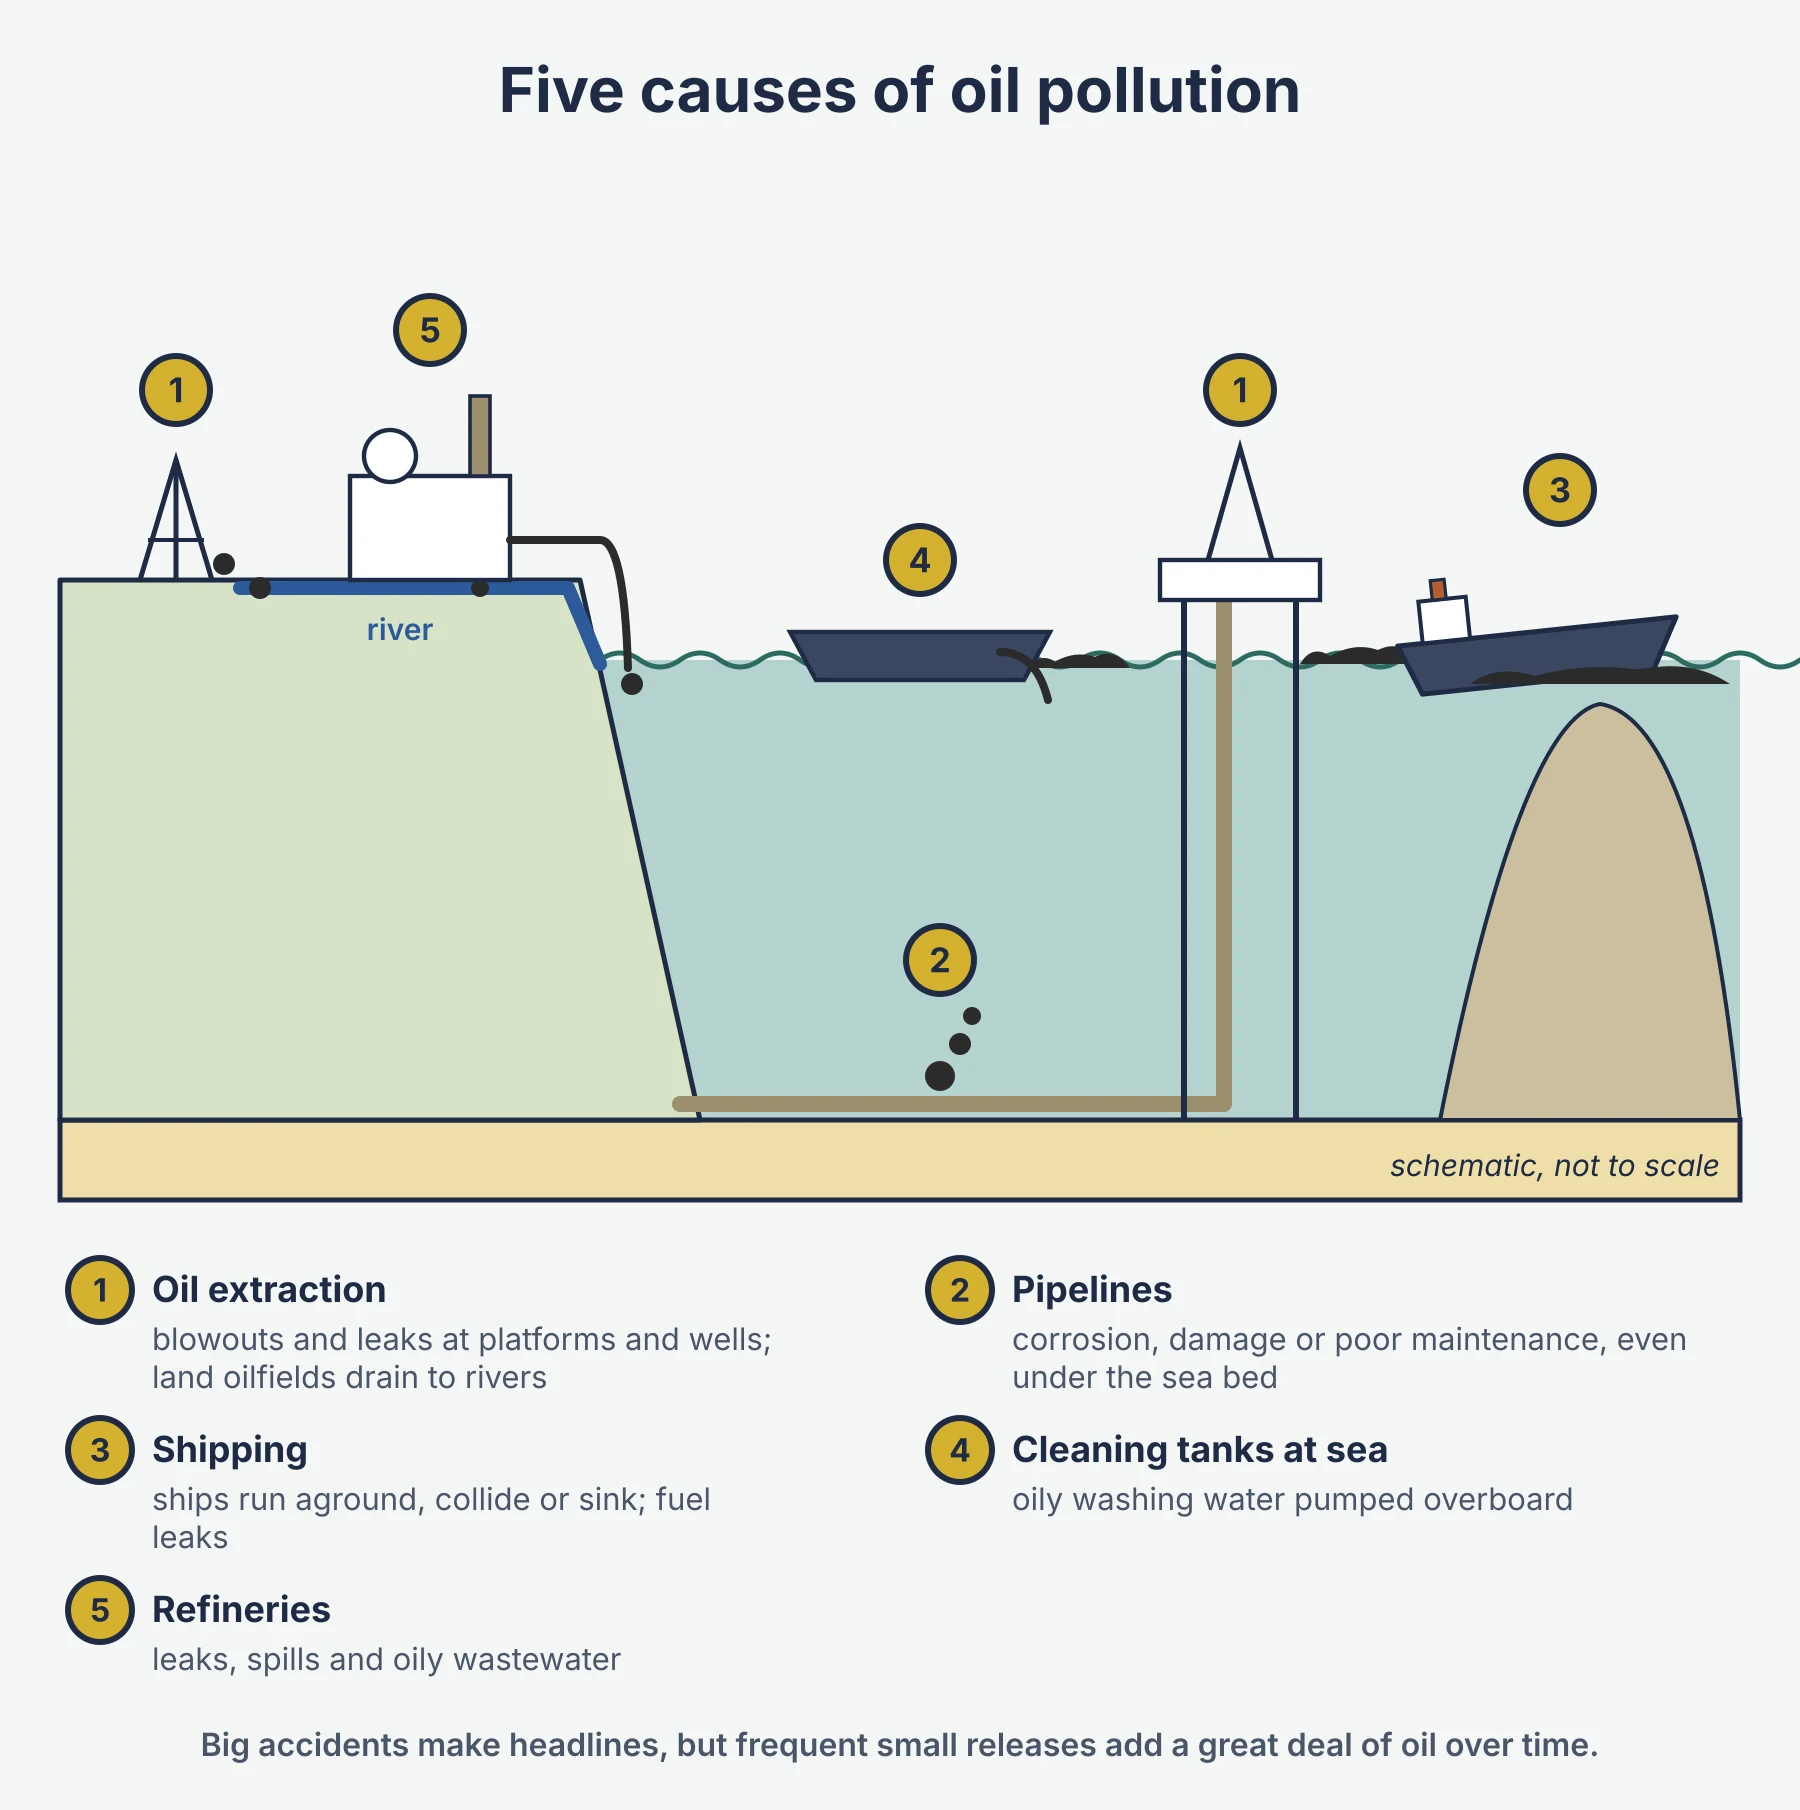 Five causes of oil pollution
5
1
1
3
4
river
2
schematic, not to scale
1 Oil extraction
blowouts and leaks at platforms and wells;
land oilfields drain to rivers
2 Pipelines
corrosion, damage or poor maintenance, even
under the sea bed
3 Shipping
ships run aground, collide or sink; fuel
leaks
4 Cleaning tanks at sea
oily washing water pumped overboard
5 Refineries
leaks, spills and oily wastewater
Big accidents make headlines, but frequent small releases add a great deal of oil over time.